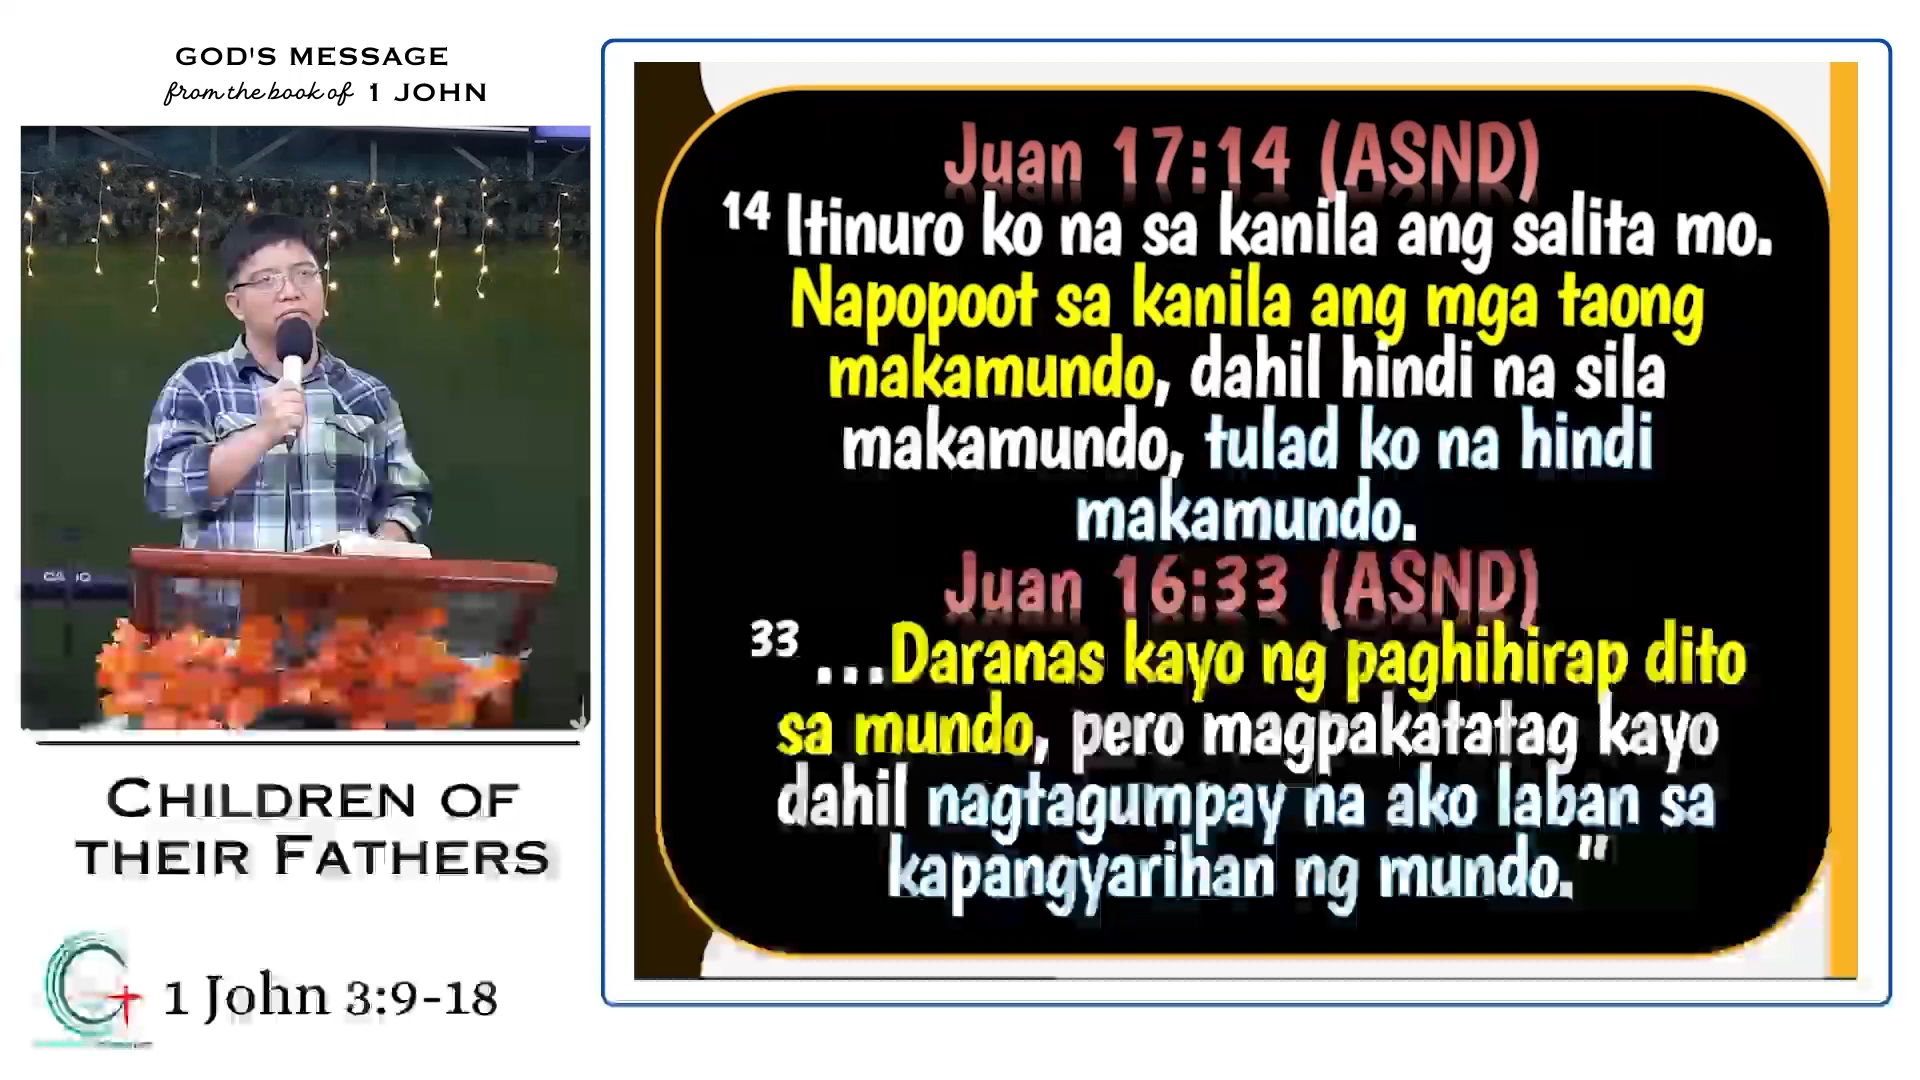 GOD'S MESSAGE
from the book of 1 JOHN
CHILDREN OF
THEIR FATHERS
1 John 3:9-18
Juan 17:14 (ASND)
14 Itinuro ko na sa kanila ang salita mo.
Napopoot sa kanila ang mga taong
makamundo, dahil hindi na sila
makamundo, tulad ko na hindi
makamundo.
Juan 16:33 (ASND)
33 ...Daranas kayo ng paghihirap dito
sa mundo, pero magpakatatag kayo
dahil nagtagumpay na ako laban sa
kapangyarihan ng mundo."